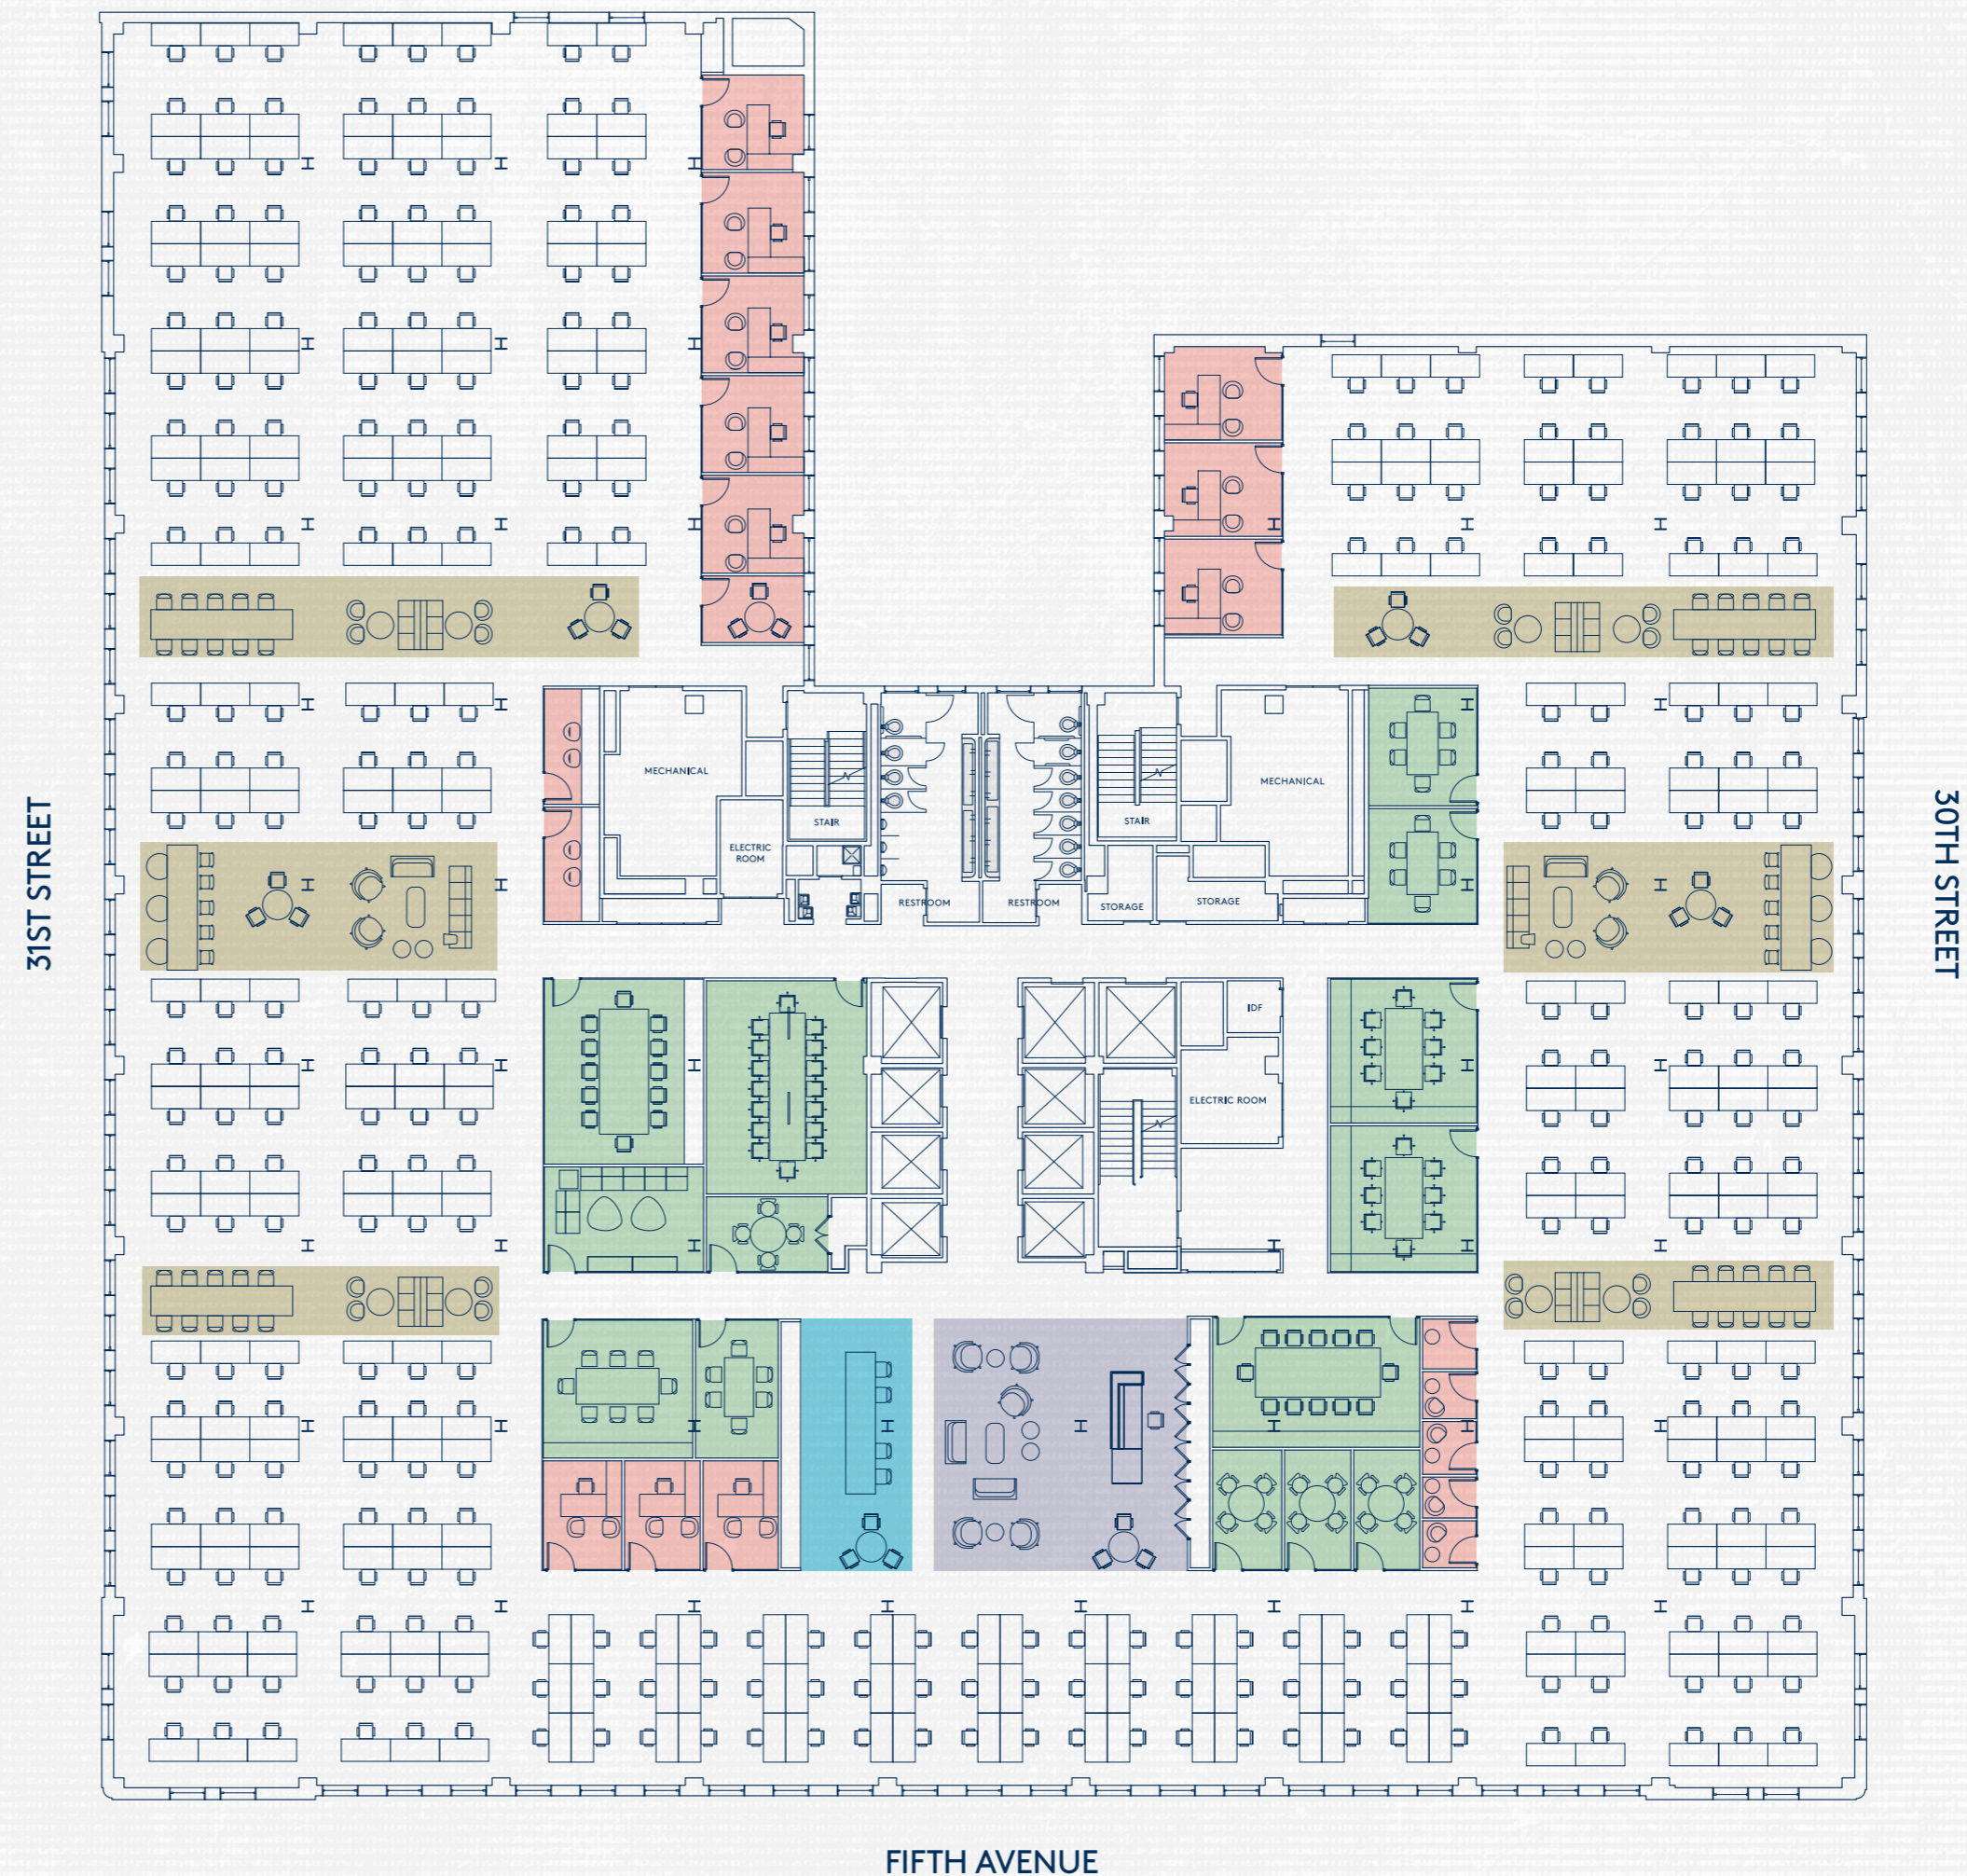 MECHANICAL
STAIR
ELECTRIC
ROOM
RESTROOM
RESTROOM
STAIR
MECHANICAL
STORAGE
STORAGE
31ST STREET
30TH STREET
IDF
ELECTRIC ROOM
FIFTH AVENUE